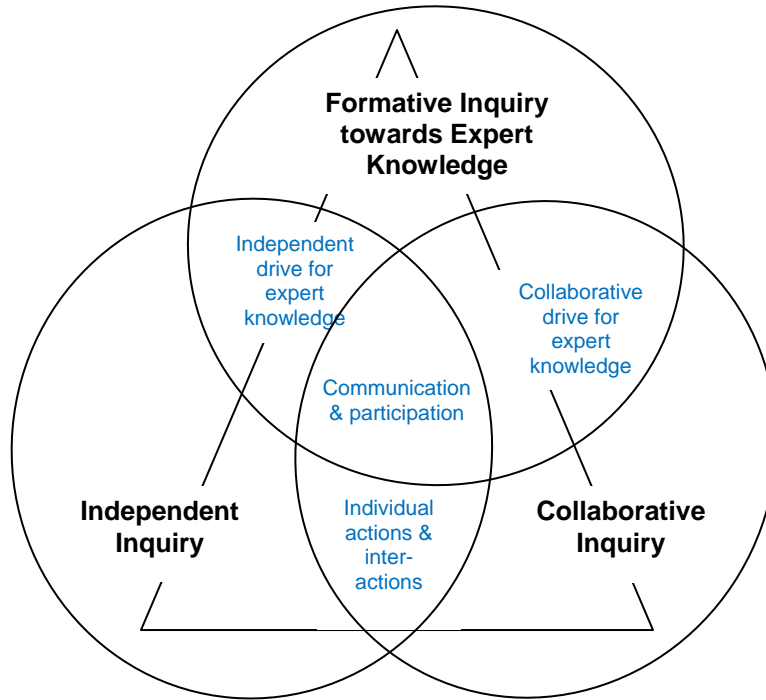 Formative Inquiry
towards Expert
Knowledge
Independent
drive for
expert
knowledge
Collaborative
drive for
expert
knowledge
Communication
& participation
Independent
Inquiry
Individual
actions &
inter-
actions
Collaborative
Inquiry